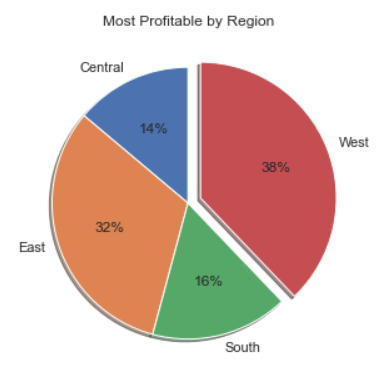 Most Profitable by Region
Central
14%
West
38%
32%
East
16%
South